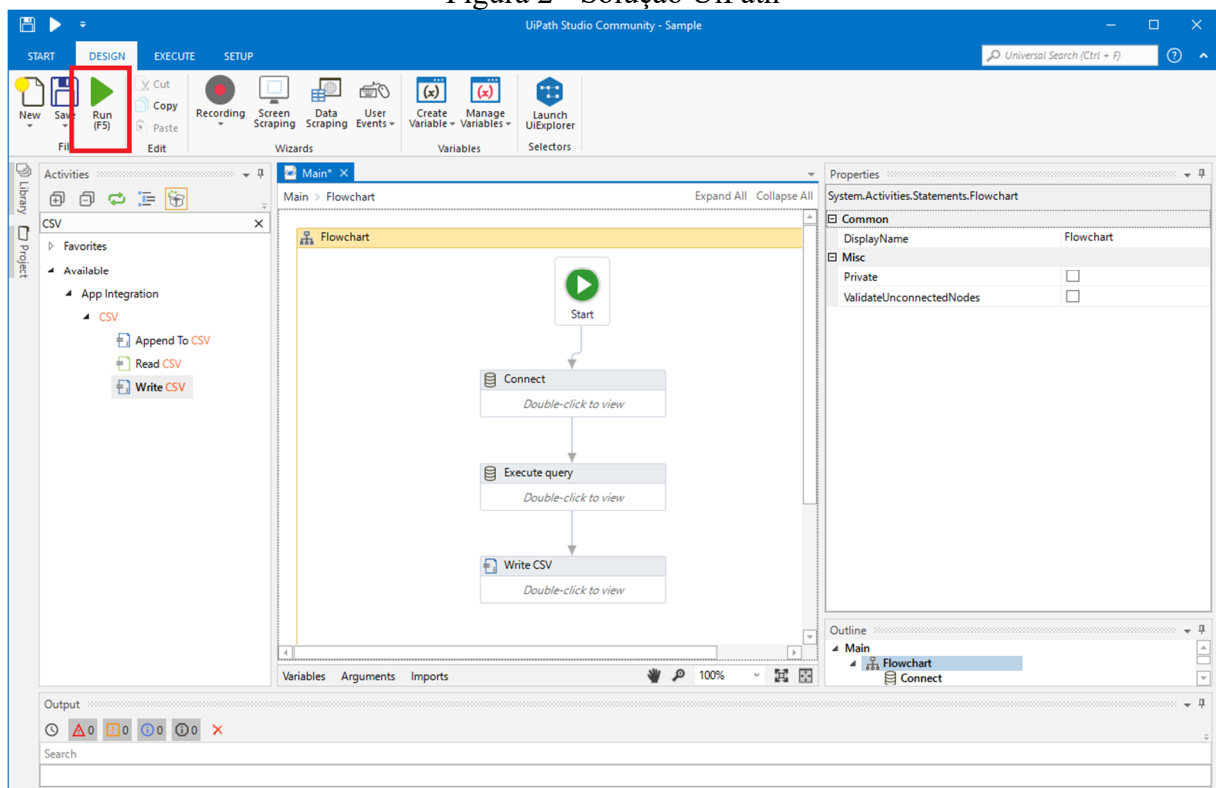 Figura 2 - Solução UiPath
UiPath Studio Community - Sample
START DESIGN EXECUTE SETUP
Universal Search (Ctrl + F)
New Save Run (F5)
Cut
Copy
Paste
Recording Screen Scraping Data Scraping User Events
Create Variable Manage Variables
Launch UiExplorer
Edit Wizards Variables Selectors
Library
Project
Activities
CSV
Favorites
Available
App Integration
CSV
Append To CSV
Read CSV
Write CSV
Main*
Main > Flowchart Expand All Collapse All
Flowchart
Start
Connect
Double-click to view
Execute query
Double-click to view
Write CSV
Double-click to view
Variables Arguments Imports 100%
Properties
System.Activities.Statements.Flowchart
Common
DisplayName Flowchart
Misc
Private
ValidateUnconnectedNodes
Outline
Main
Flowchart
Connect
Output
0 0 0 0
Search